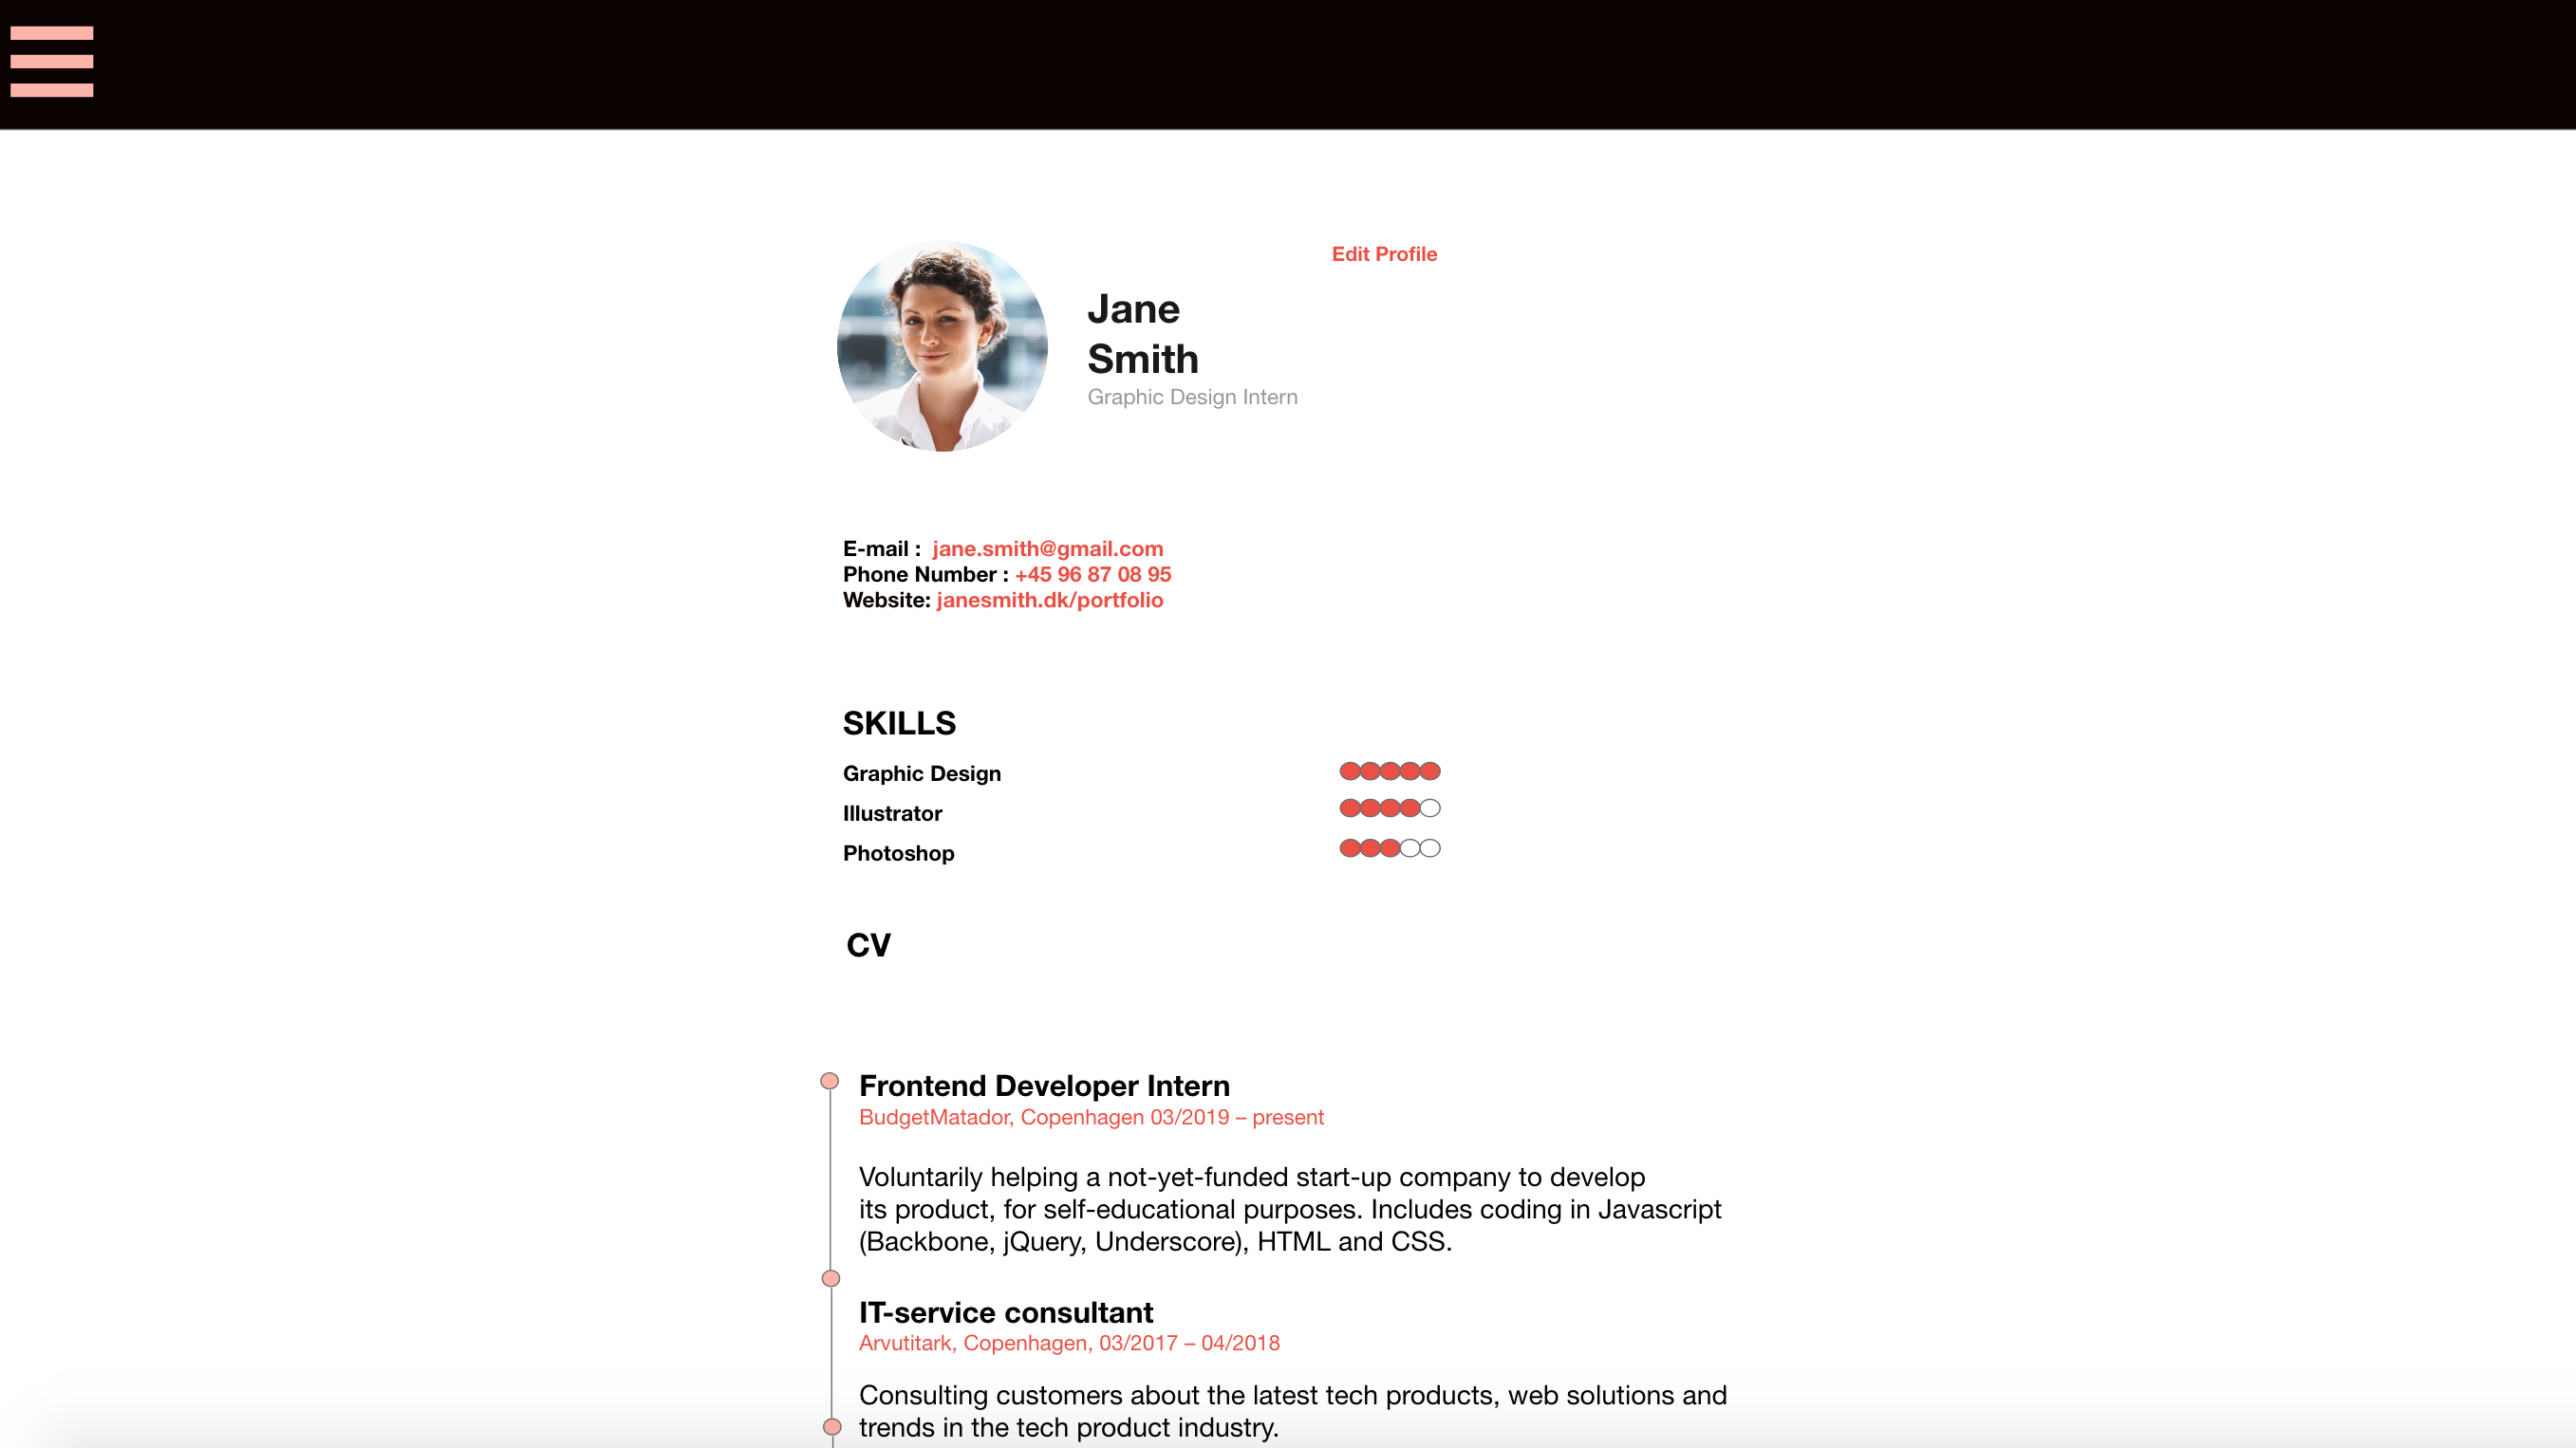 Edit Profile
Jane
Smith
Graphic Design Intern
E-mail :  jane.smith@gmail.com
Phone Number : +45 96 87 08 95
Website: janesmith.dk/portfolio
SKILLS
Graphic Design
Illustrator
Photoshop
CV
Frontend Developer Intern
BudgetMatador, Copenhagen 03/2019 – present
Voluntarily helping a not-yet-funded start-up company to develop
its product, for self-educational purposes. Includes coding in Javascript
(Backbone, jQuery, Underscore), HTML and CSS.
IT-service consultant
Arvutitark, Copenhagen, 03/2017 – 04/2018
Consulting customers about the latest tech products, web solutions and
trends in the tech product industry.